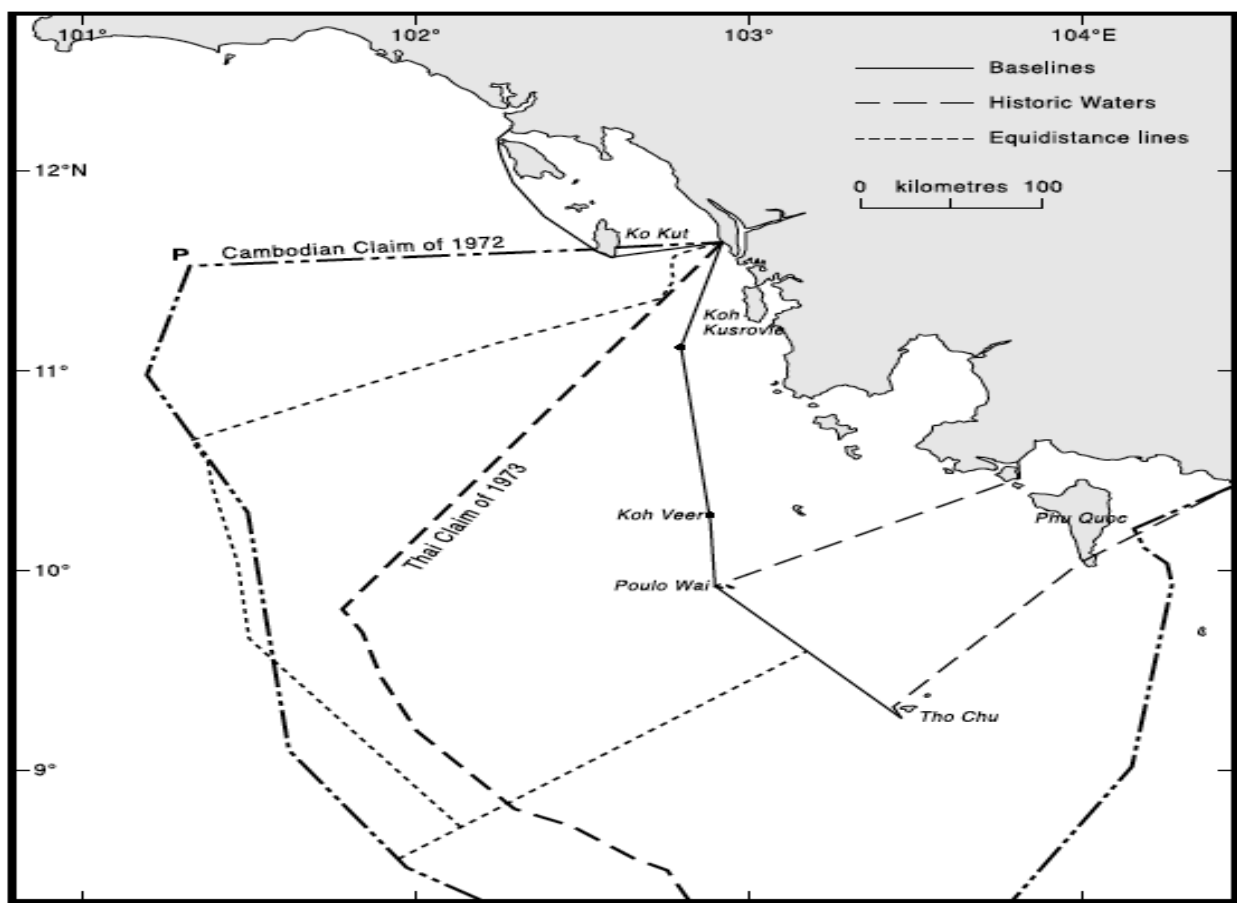 101°
102°
103°
104°E
Baselines
Historic Waters
Equidistance lines
0 kilometres 100
12°N
Ko Kut
P
Cambodian Claim of 1972
Koh
Kusrovie
11°
Thai Claim of 1973
Koh Veer
Phu Quoc
10°
Poulo Wai
Tho Chu
9°